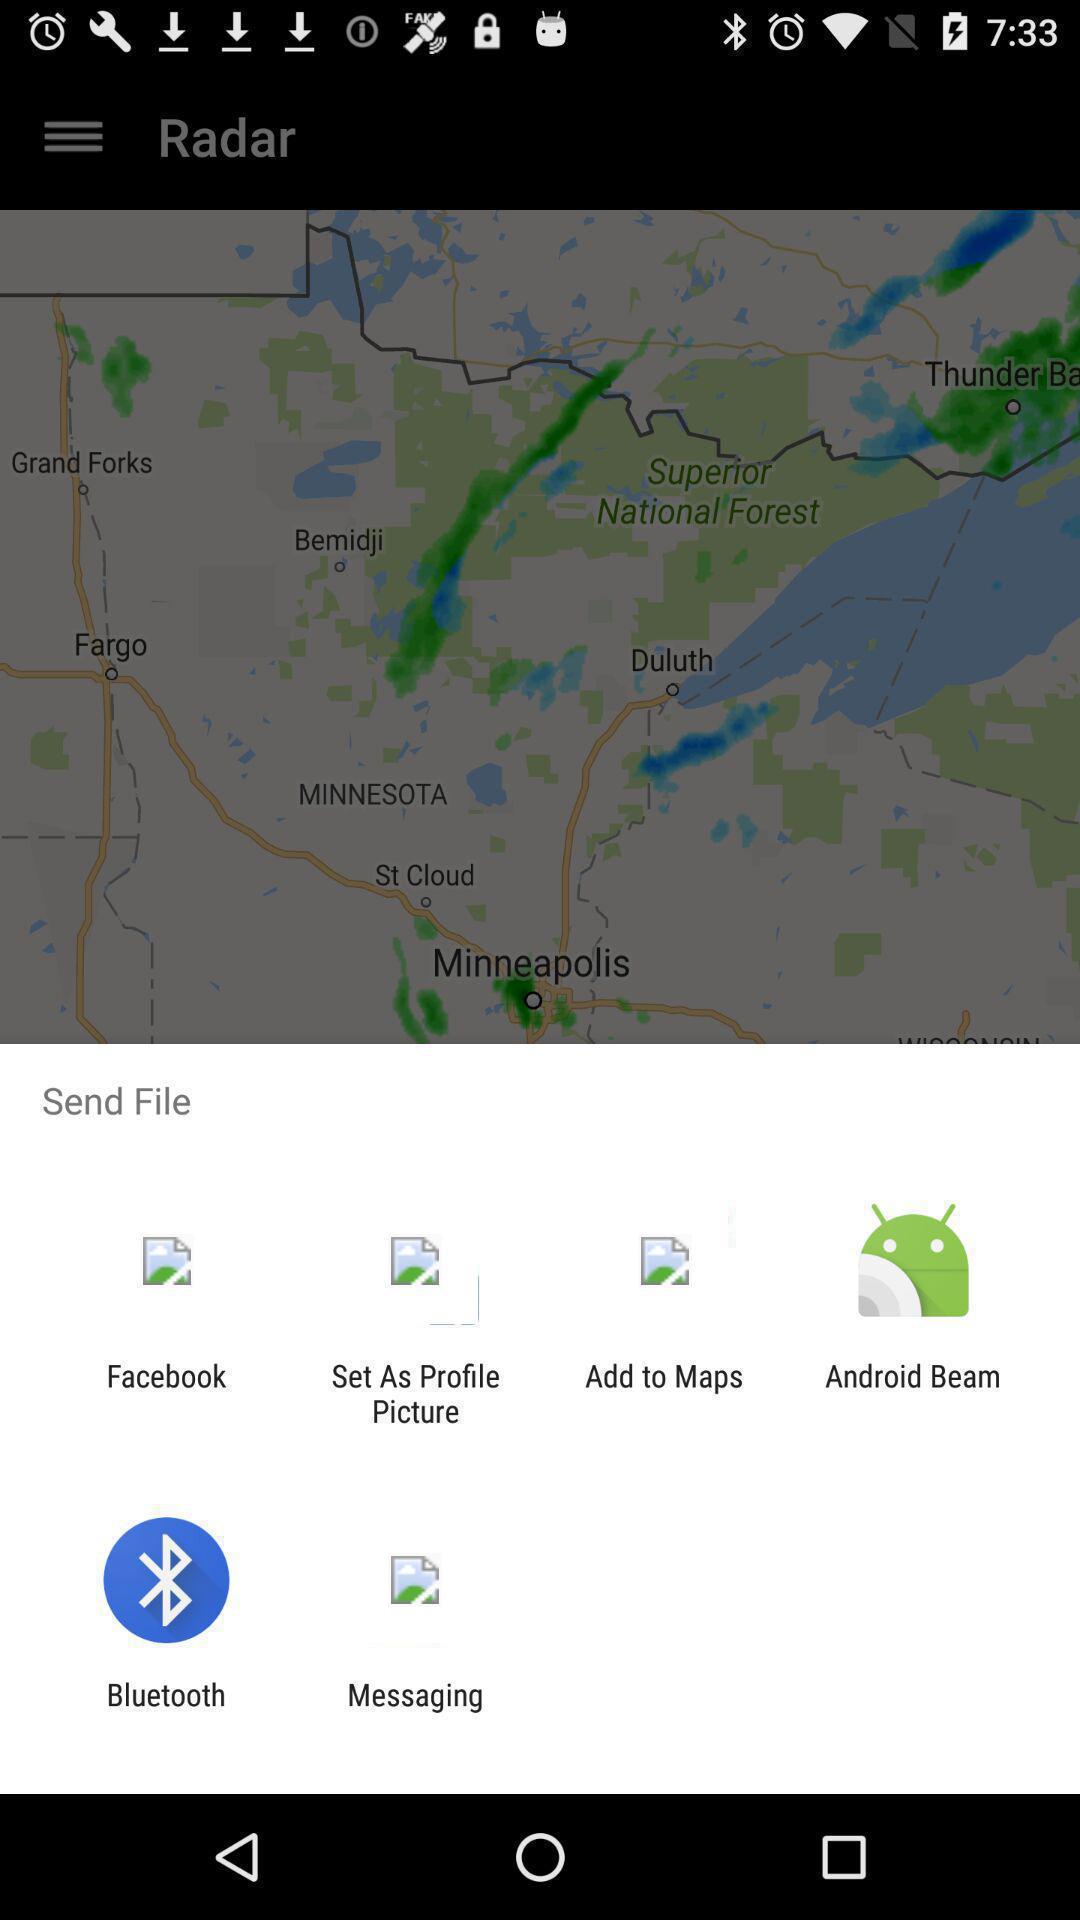 FAKE
7:33
Radar
Thunder Ba
Grand Forks
Superior
National Forest
Bemidji
Fargo
Duluth
MINNESOTA
St Cloud
Minneapolis
WISCONSIN
Send File
Facebook
Set As Profile
Picture
Add to Maps
Android Beam
Bluetooth
Messaging